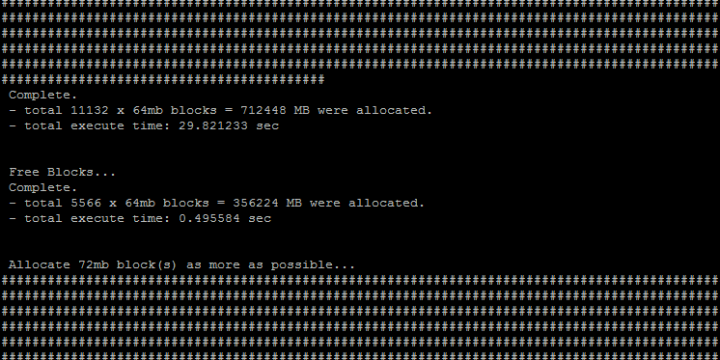 Complete.
- total 11132 x 64mb blocks = 712448 MB were allocated.
- total execute time: 29.821233 sec
Free Blocks...
Complete.
- total 5566 x 64mb blocks = 356224 MB were allocated.
- total execute time: 0.495584 sec
Allocate 72mb block(s) as more as possible...